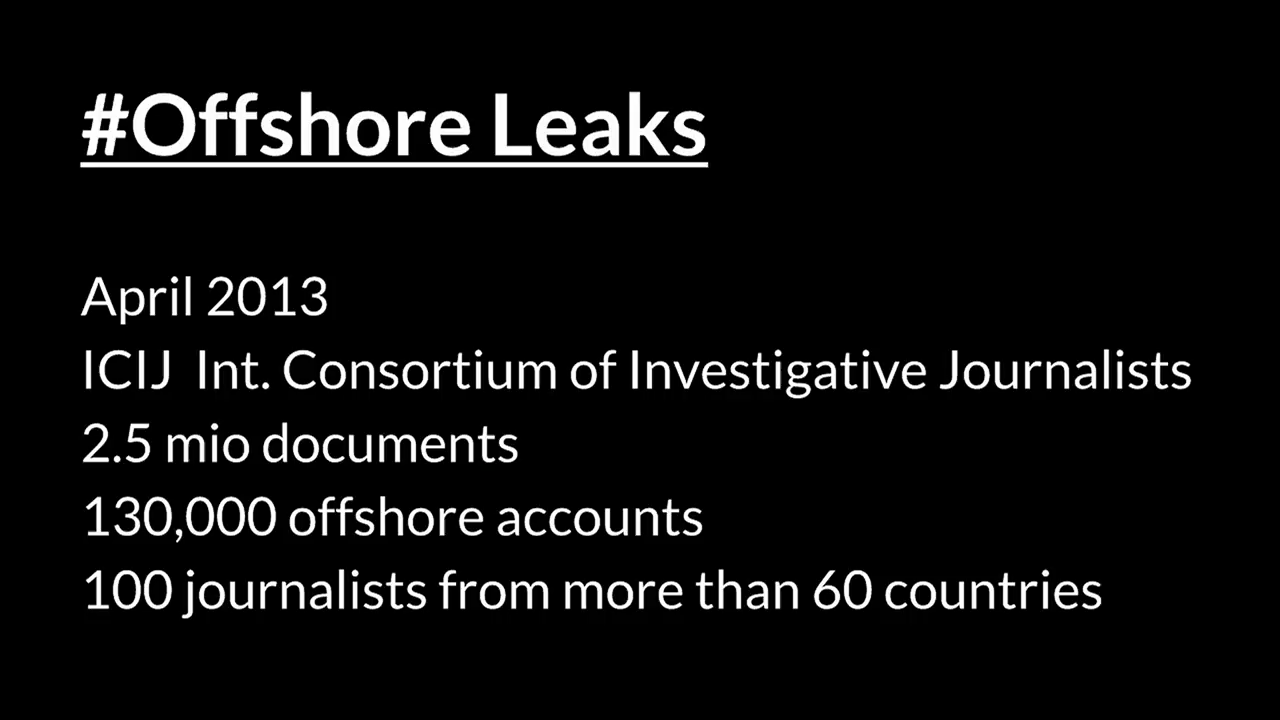 #Offshore Leaks
April 2013
ICIJ  Int. Consortium of Investigative Journalists
2.5 mio documents
130,000 offshore accounts
100 journalists from more than 60 countries